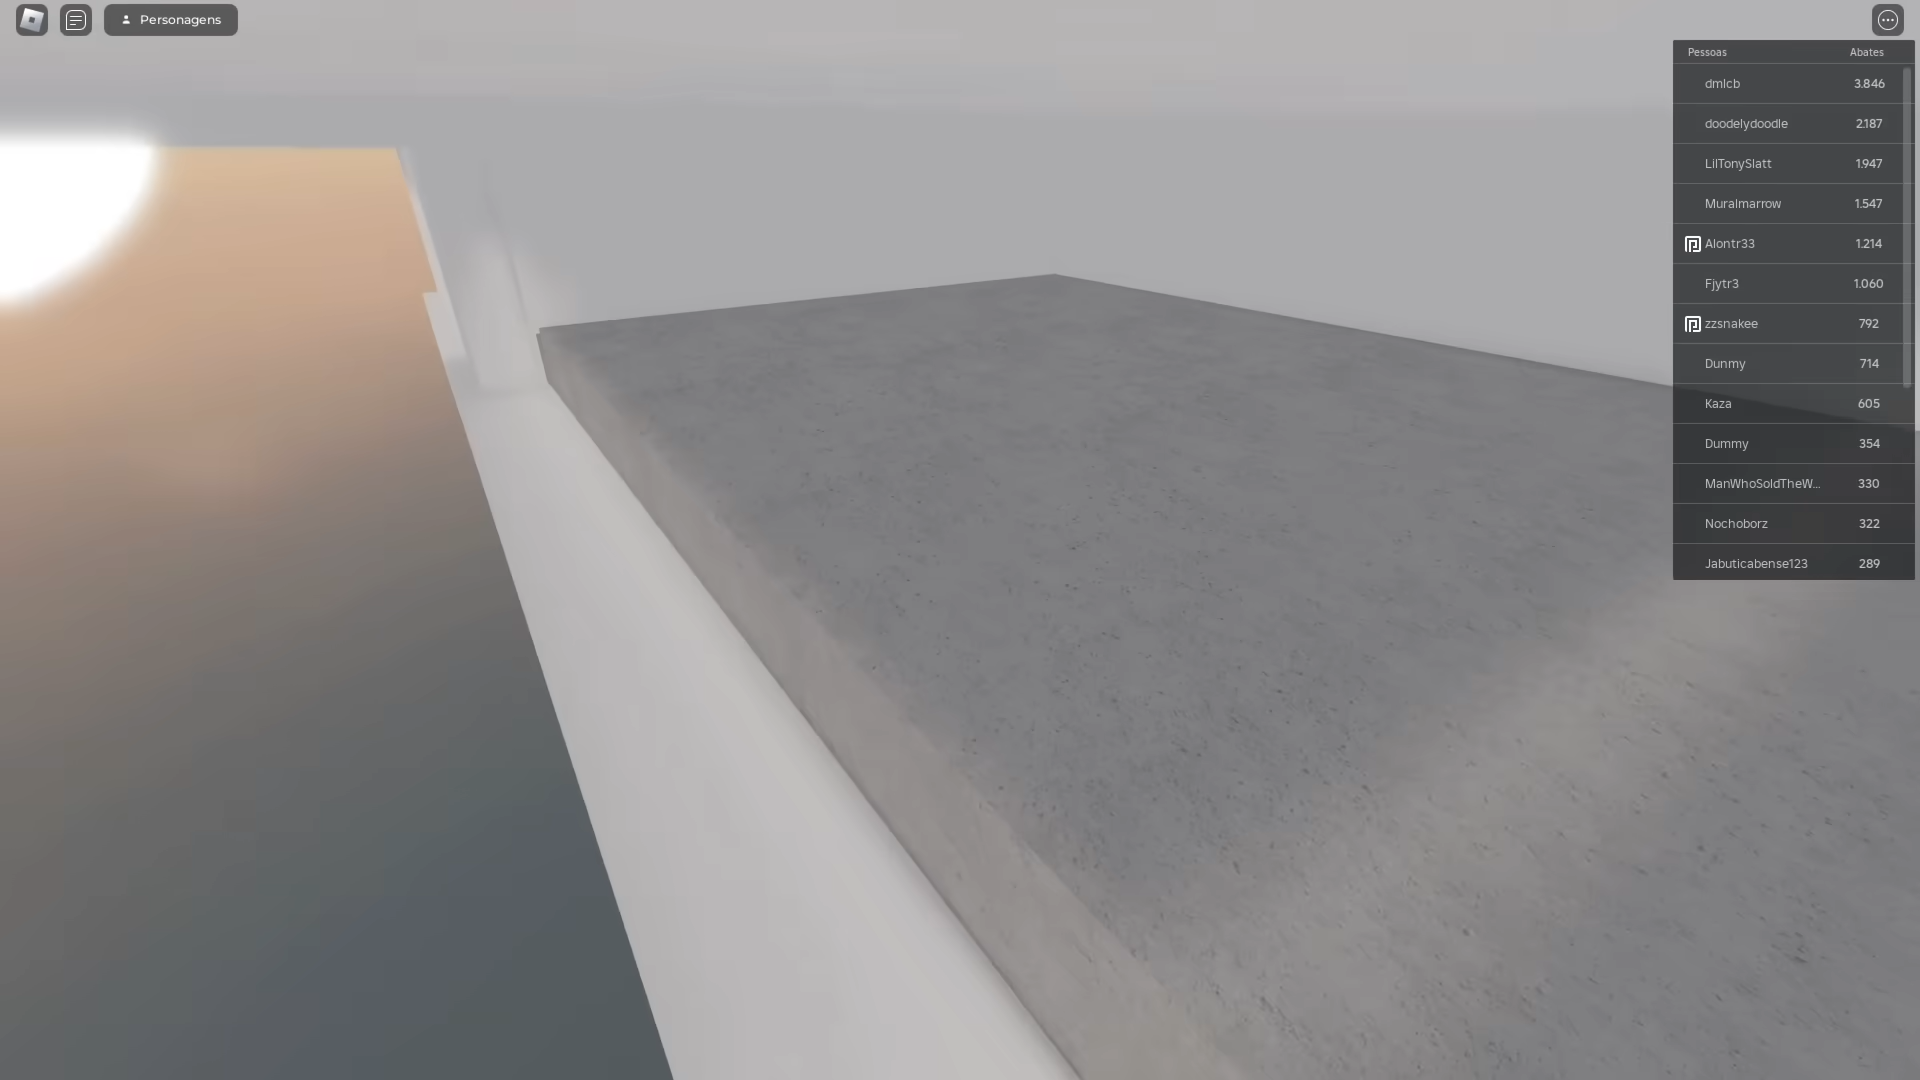 Personagens
Pessoas Abates
dmlcb 3.846
doodelydoodle 2.187
LilTonySlatt 1.947
Muralmarrow 1.547
Alontr33 1.214
Fjytr3 1.060
zzsnakee 792
Dunmy 714
Kaza 605
Dummy 354
ManWhoSoldTheW... 330
Nochoborz 322
Jabuticabense123 289